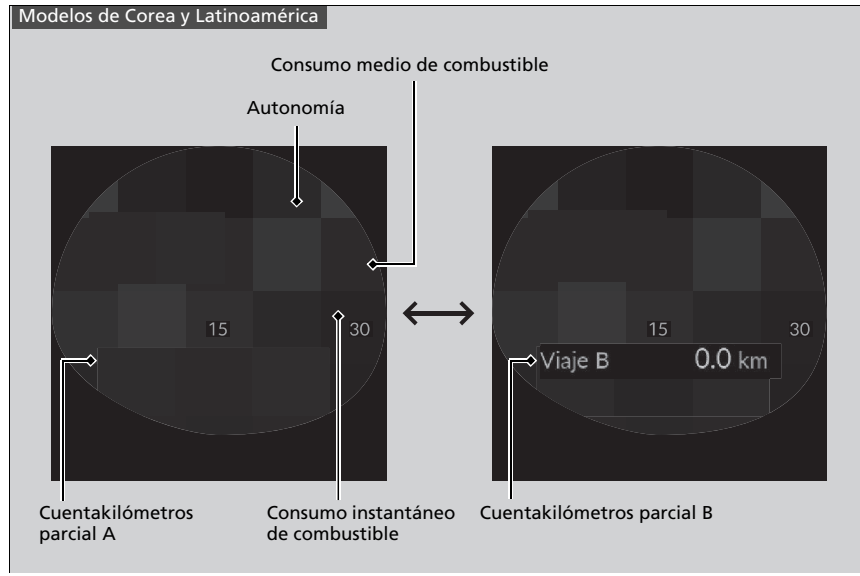 Modelos de Corea y Latinoamérica
Consumo medio de combustible
Autonomía
15
30
15
30
Viaje B 0.0 km
Cuentakilómetros
parcial A
Consumo instantáneo
de combustible
Cuentakilómetros parcial B